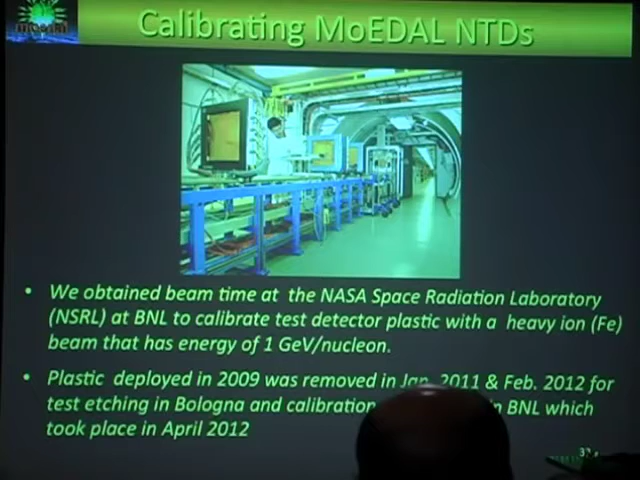 Calibrating MoEDAL NTDs
• We obtained beam time at the NASA Space Radiation Laboratory
(NSRL) at BNL to calibrate test detector plastic with a heavy ion (Fe)
beam that has energy of 1 GeV/nucleon.
• Plastic deployed in 2009 was removed in Jan. 2011 & Feb. 2012 for
test etching in Bologna and calibration BNL which
took place in April 2012